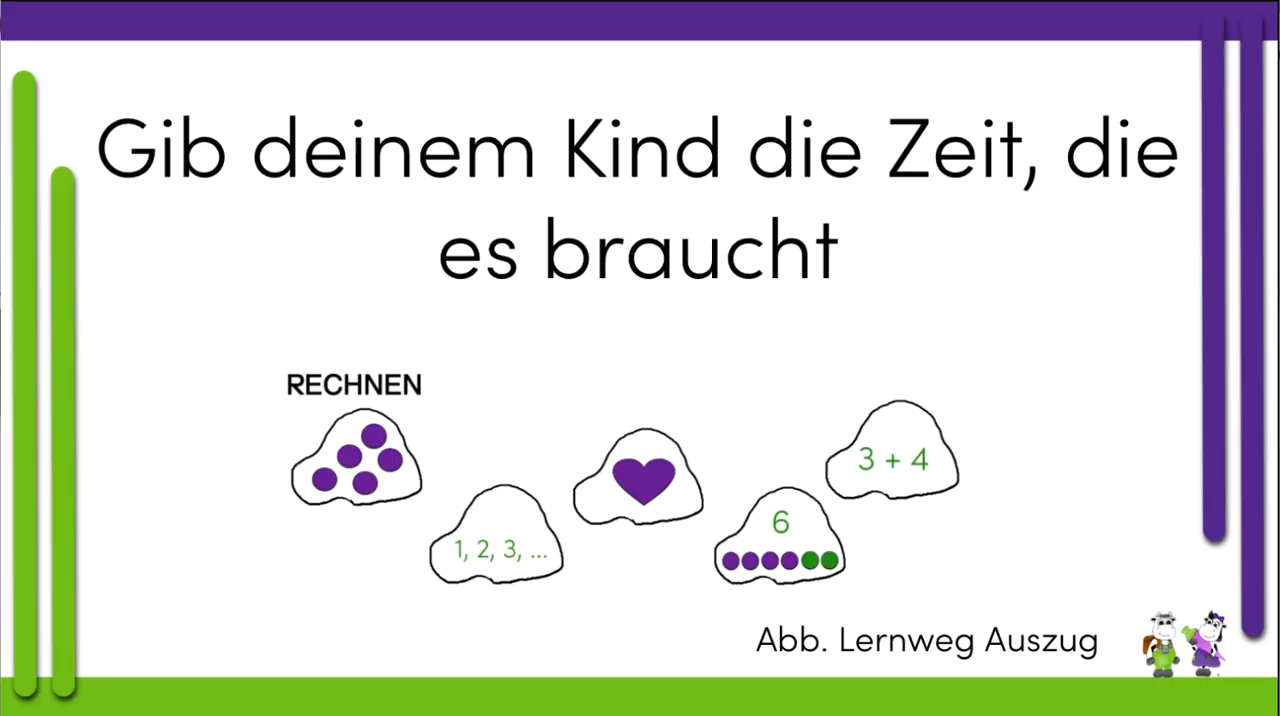 Gib deinem Kind die Zeit, die
es braucht
RECHNEN
1, 2, 3, ...
6
3 + 4
Abb. Lernweg Auszug